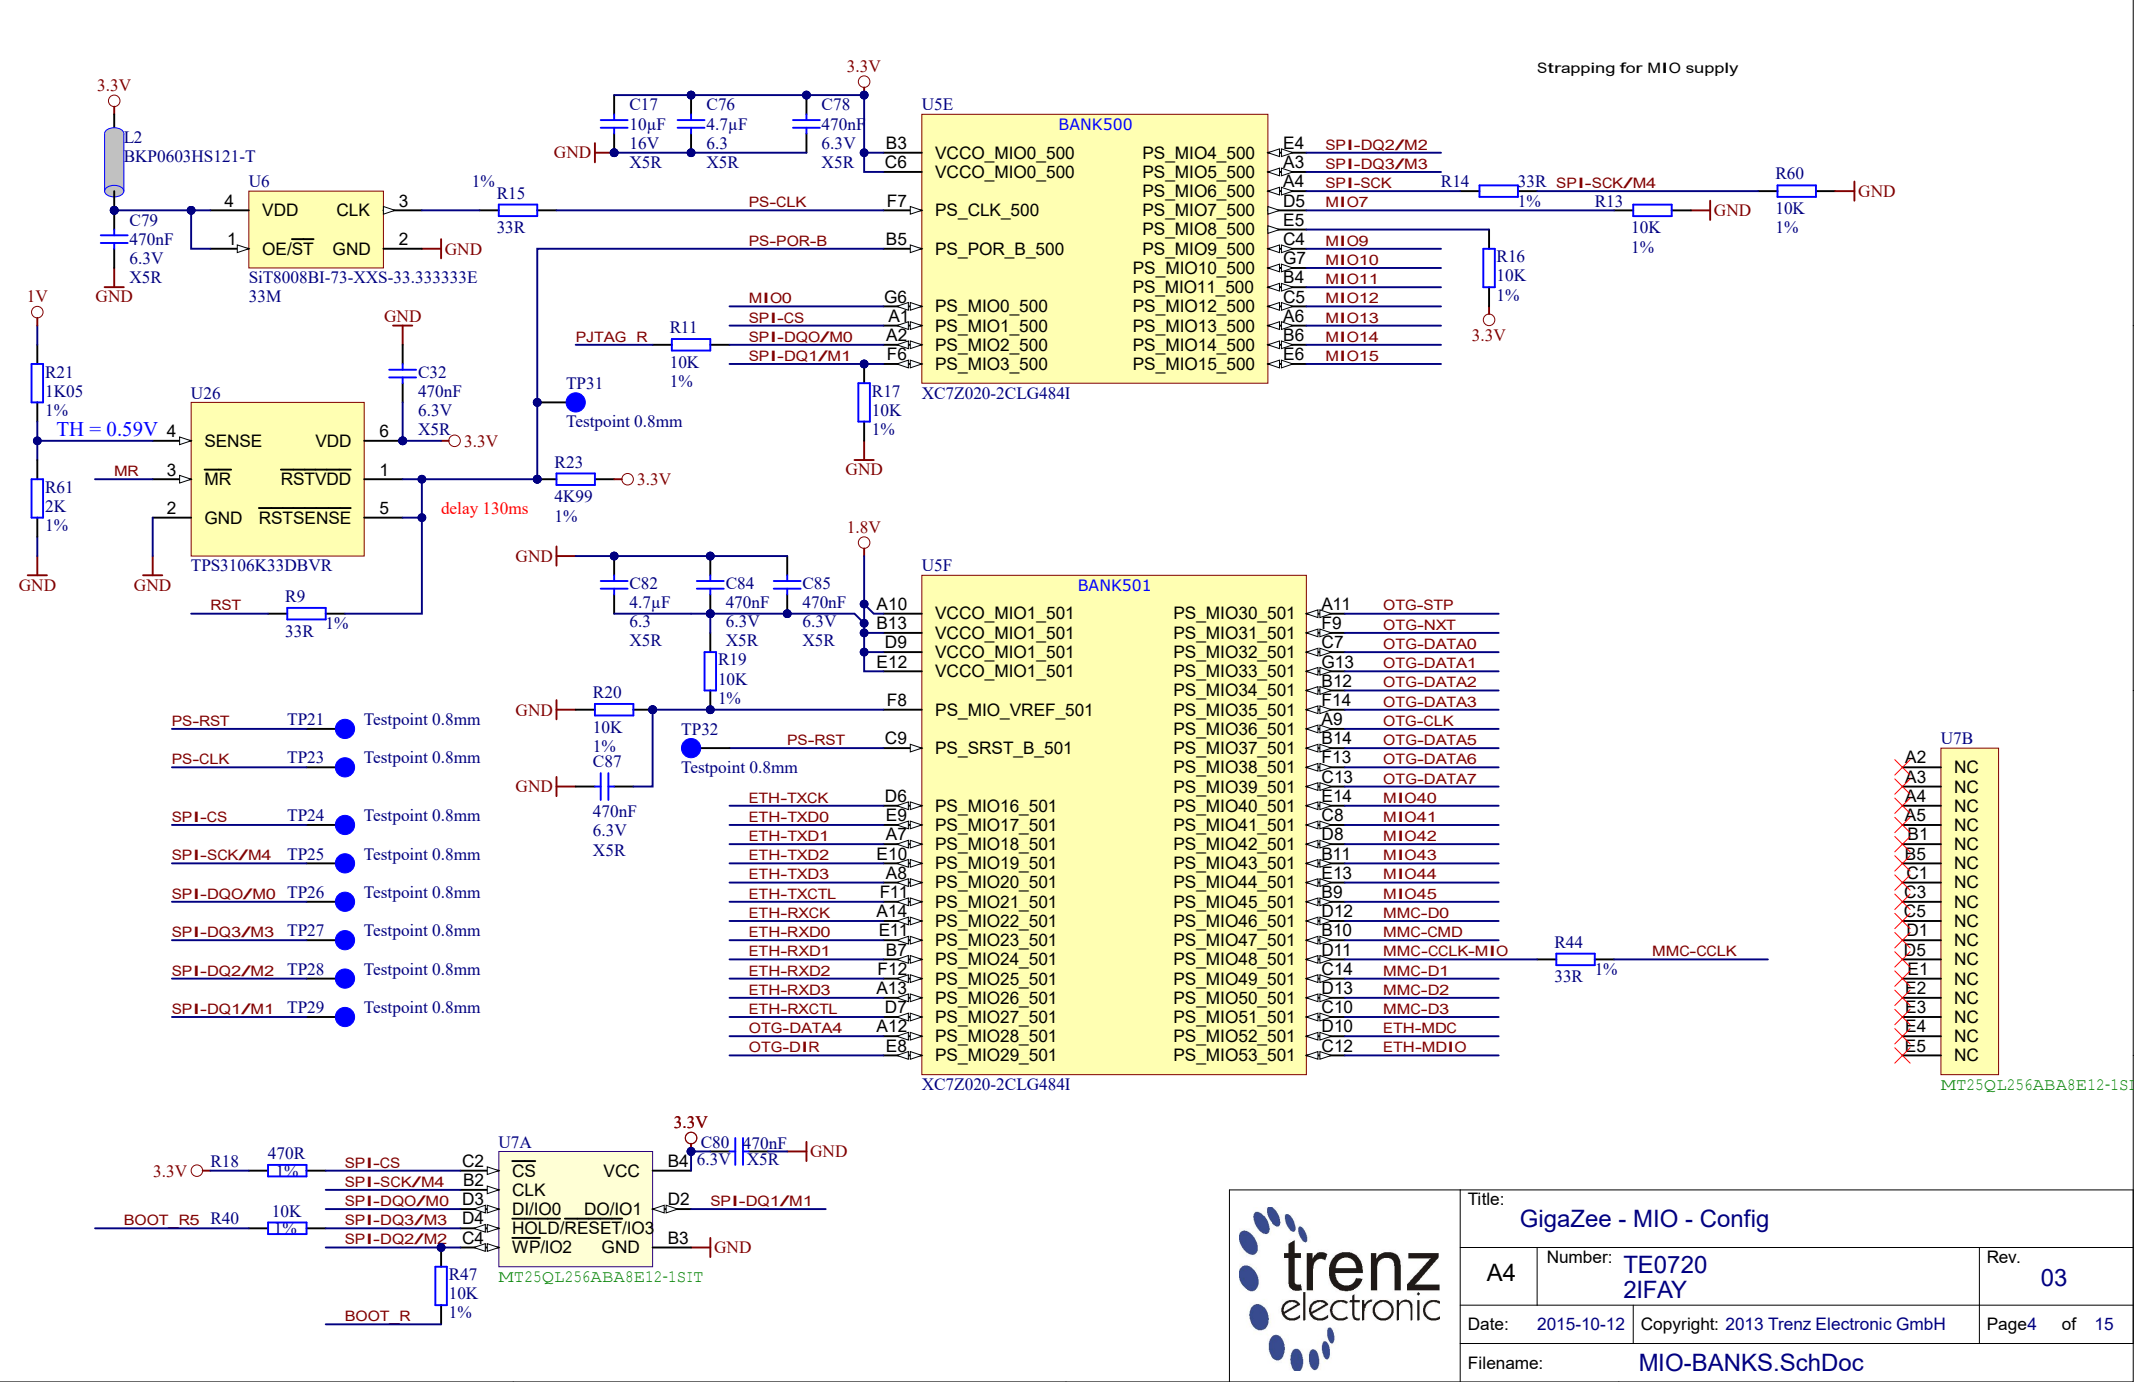 Strapping for MIO supply
3.3V
L2
BKP0603HS121-T
U6
4 VDD CLK 3
1 OE/ST GND 2
GND
SiT8008BI-73-XXS-33.333333E
33M
C79
470nF
6.3V
X5R
GND
1%
R15
33R
PS-CLK
PS-POR-B
3.3V
C17
10µF
16V
X5R
C76
4.7µF
6.3
X5R
C78
470nF
6.3V
X5R
GND
U5E
BANK500
B3 VCCO_MIO0_500
C6 VCCO_MIO0_500
F7 PS_CLK_500
B5 PS_POR_B_500
MIO0 G6 PS_MIO0_500
SPI-CS A1 PS_MIO1_500
SPI-DQO/M0 A2 PS_MIO2_500
SPI-DQ1/M1 F6 PS_MIO3_500
PS_MIO4_500 E4 SPI-DQ2/M2
PS_MIO5_500 A3 SPI-DQ3/M3
PS_MIO6_500 A4 SPI-SCK
PS_MIO7_500 D5 MIO7
PS_MIO8_500 E5
PS_MIO9_500 C4 MIO9
PS_MIO10_500 G7 MIO10
PS_MIO11_500 B4 MIO11
PS_MIO12_500 C5 MIO12
PS_MIO13_500 A6 MIO13
PS_MIO14_500 B6 MIO14
PS_MIO15_500 E6 MIO15
XC7Z020-2CLG484I
R14 33R
1%
SPI-SCK/M4
R60
10K
1%
GND
R13
10K
1%
GND
R16
10K
1%
3.3V
PJTAG_R
R11
10K
1%
R17
10K
1%
GND
1V
R21
1K05
1%
TH = 0.59V
R61
2K
1%
GND
MR
U26
4 SENSE VDD 6
3 MR RSTVDD 1
2 GND RSTSENSE 5
TPS3106K33DBVR
GND
GND
C32
470nF
6.3V
X5R
3.3V
TP31
Testpoint 0.8mm
R23
4K99
1%
3.3V
delay 130ms
RST
R9
33R
1%
1.8V
GND
C82
4.7µF
6.3
X5R
C84
470nF
6.3V
X5R
C85
470nF
6.3V
X5R
R19
10K
1%
GND
R20
10K
1%
GND
C87
470nF
6.3V
X5R
TP32
Testpoint 0.8mm
PS-RST
U5F
BANK501
A10 VCCO_MIO1_501
B13 VCCO_MIO1_501
D9 VCCO_MIO1_501
E12 VCCO_MIO1_501
F8 PS_MIO_VREF_501
C9 PS_SRST_B_501
ETH-TXCK D6 PS_MIO16_501
ETH-TXD0 E9 PS_MIO17_501
ETH-TXD1 A7 PS_MIO18_501
ETH-TXD2 E10 PS_MIO19_501
ETH-TXD3 A8 PS_MIO20_501
ETH-TXCTL F11 PS_MIO21_501
ETH-RXCK A14 PS_MIO22_501
ETH-RXD0 E11 PS_MIO23_501
ETH-RXD1 B7 PS_MIO24_501
ETH-RXD2 F12 PS_MIO25_501
ETH-RXD3 A13 PS_MIO26_501
ETH-RXCTL D7 PS_MIO27_501
OTG-DATA4 A12 PS_MIO28_501
OTG-DIR E8 PS_MIO29_501
PS_MIO30_501 A11 OTG-STP
PS_MIO31_501 F9 OTG-NXT
PS_MIO32_501 C7 OTG-DATA0
PS_MIO33_501 G13 OTG-DATA1
PS_MIO34_501 B12 OTG-DATA2
PS_MIO35_501 F14 OTG-DATA3
PS_MIO36_501 A9 OTG-CLK
PS_MIO37_501 B14 OTG-DATA5
PS_MIO38_501 F13 OTG-DATA6
PS_MIO39_501 C13 OTG-DATA7
PS_MIO40_501 E14 MIO40
PS_MIO41_501 C8 MIO41
PS_MIO42_501 D8 MIO42
PS_MIO43_501 B11 MIO43
PS_MIO44_501 E13 MIO44
PS_MIO45_501 B9 MIO45
PS_MIO46_501 D12 MMC-D0
PS_MIO47_501 B10 MMC-CMD
PS_MIO48_501 D11 MMC-CCLK-MIO
PS_MIO49_501 C14 MMC-D1
PS_MIO50_501 D13 MMC-D2
PS_MIO51_501 C10 MMC-D3
PS_MIO52_501 D10 ETH-MDC
PS_MIO53_501 C12 ETH-MDIO
XC7Z020-2CLG484I
R44
33R
1%
MMC-CCLK
U7B
A2 NC
A3 NC
A4 NC
A5 NC
B1 NC
B5 NC
C1 NC
C3 NC
C5 NC
D1 NC
D5 NC
E1 NC
E2 NC
E3 NC
E4 NC
E5 NC
MT25QL256ABA8E12-1SI
PS-RST TP21 Testpoint 0.8mm
PS-CLK TP23 Testpoint 0.8mm
SPI-CS TP24 Testpoint 0.8mm
SPI-SCK/M4 TP25 Testpoint 0.8mm
SPI-DQO/M0 TP26 Testpoint 0.8mm
SPI-DQ3/M3 TP27 Testpoint 0.8mm
SPI-DQ2/M2 TP28 Testpoint 0.8mm
SPI-DQ1/M1 TP29 Testpoint 0.8mm
3.3V R18 470R 1%
BOOT_R5 R40 10K 1%
U7A
SPI-CS C2 CS
SPI-SCK/M4 B2 CLK
SPI-DQO/M0 D3 DI/IO0
SPI-DQ3/M3 D4 HOLD/RESET/IO3
SPI-DQ2/M2 C4 WP/IO2
VCC B4
DO/IO1 D2 SPI-DQ1/M1
GND B3 GND
MT25QL256ABA8E12-1SIT
3.3V
C80 470nF
6.3V X5R
GND
R47
10K
1%
BOOT_R
trenz
electronic
Title:
GigaZee - MIO - Config
A4
Number: TE0720
2IFAY
Rev.
03
Date: 2015-10-12
Copyright: 2013 Trenz Electronic GmbH
Page4 of 15
Filename: MIO-BANKS.SchDoc